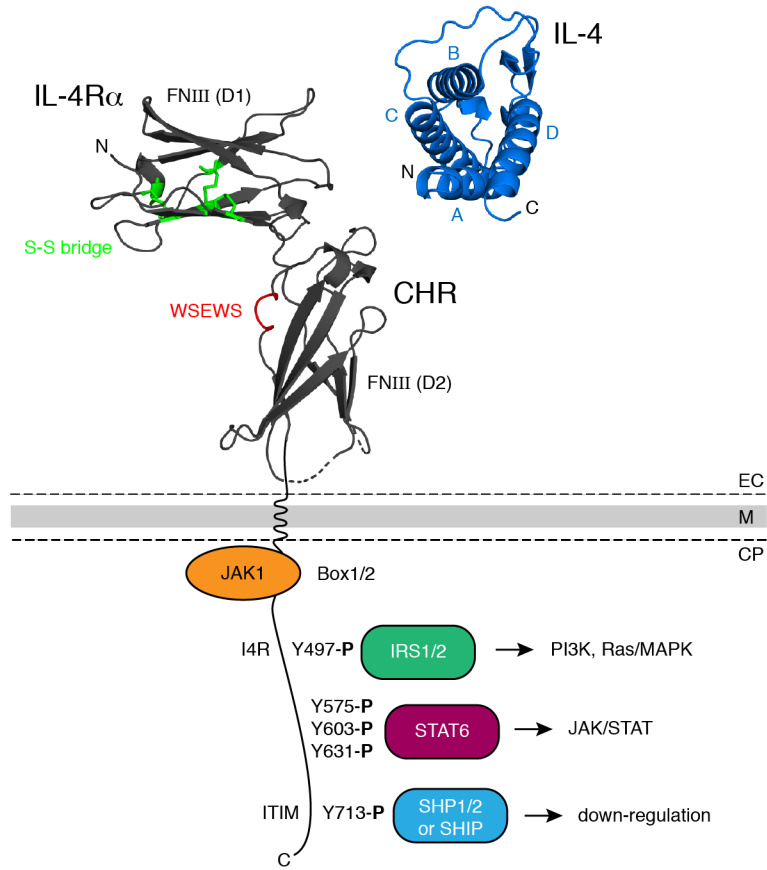 IL-4
B
IL-4Rα
FNIII (D1)
C
D
N
N
A
C
S-S bridge
CHR
WSEWS
FNIII (D2)
EC
M
CP
JAK1
Box1/2
I4R
Y497-P
IRS1/2
PI3K, Ras/MAPK
Y575-P
Y603-P
Y631-P
STAT6
JAK/STAT
ITIM
Y713-P
SHP1/2
or SHIP
down-regulation
C